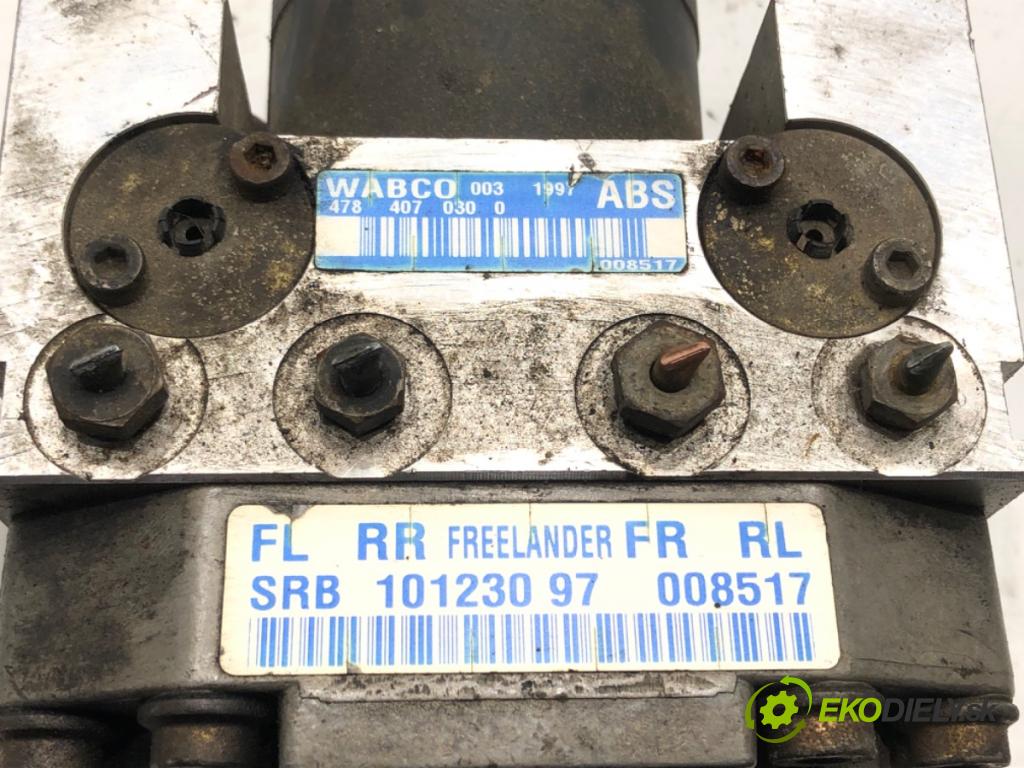 WABCO 003 1997 ABS
478 407 030 0
008517
FL RR FREELANDER FR RL
SRB 101230 97 008517
EKODIELY.sk